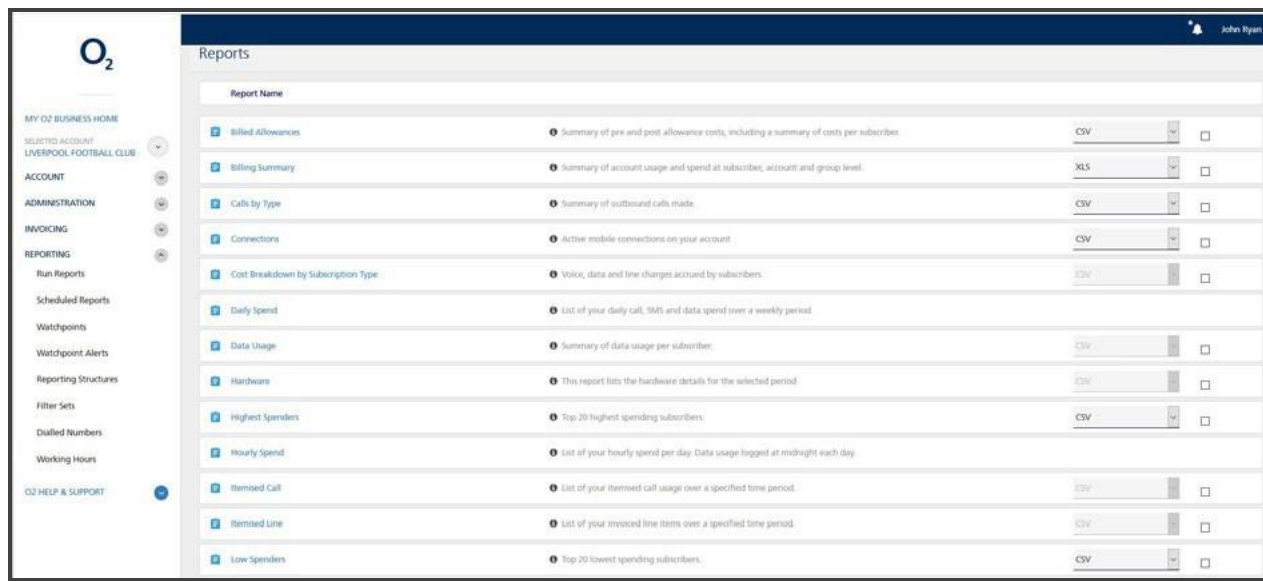 O2
John Ryan
Reports
Report Name
MY O2 BUSINESS HOME
SELECTED ACCOUNT
LIVERPOOL FOOTBALL CLUB
ACCOUNT
ADMINISTRATION
INVOICING
REPORTING
Run Reports
Scheduled Reports
Watchpoints
Watchpoint Alerts
Reporting Structures
Filter Sets
Dialled Numbers
Working Hours
O2 HELP & SUPPORT
Billed Allowances Summary of pre and post allowance costs, including a summary of costs per subscriber. CSV
Billing Summary Summary of account usage and spend at subscriber, account and group level. XLS
Calls by Type Summary of outbound calls made. CSV
Connections Active mobile connections on your account CSV
Cost Breakdown by Subscription Type Voice, data and line charges accrued by subscribers. CSV
Daily Spend List of your daily call, SMS and data spend over a weekly period.
Data Usage Summary of data usage per subscriber. CSV
Hardware This report lists the hardware details for the selected period CSV
Highest Spenders Top 20 highest spending subscribers. CSV
Hourly Spend List of your hourly spend per day. Data usage logged at midnight each day.
Itemised Call List of your itemised call usage over a specified time period. CSV
Itemised Line List of your invoiced line items over a specified time period. CSV
Low Spenders Top 20 lowest spending subscribers. CSV